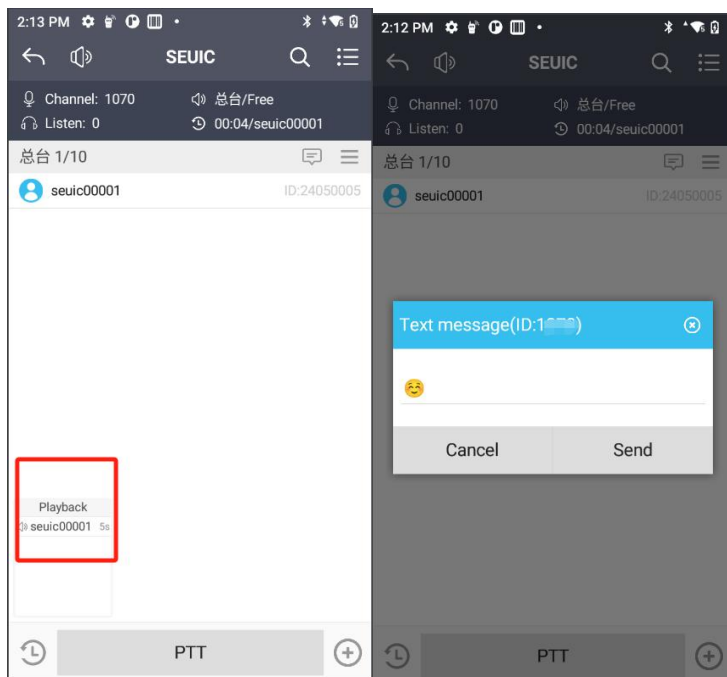 2:13 PM
SEUIC
Channel: 1070
总台/Free
Listen: 0
00:04/seuic00001
总台 1/10
seuic00001
ID:24050005
Playback
seuic00001 5s
PTT
2:12 PM
SEUIC
Channel: 1070
总台/Free
Listen: 0
00:04/seuic00001
总台 1/10
seuic00001
ID:24050005
Text message(ID:1
)
Cancel
Send
PTT